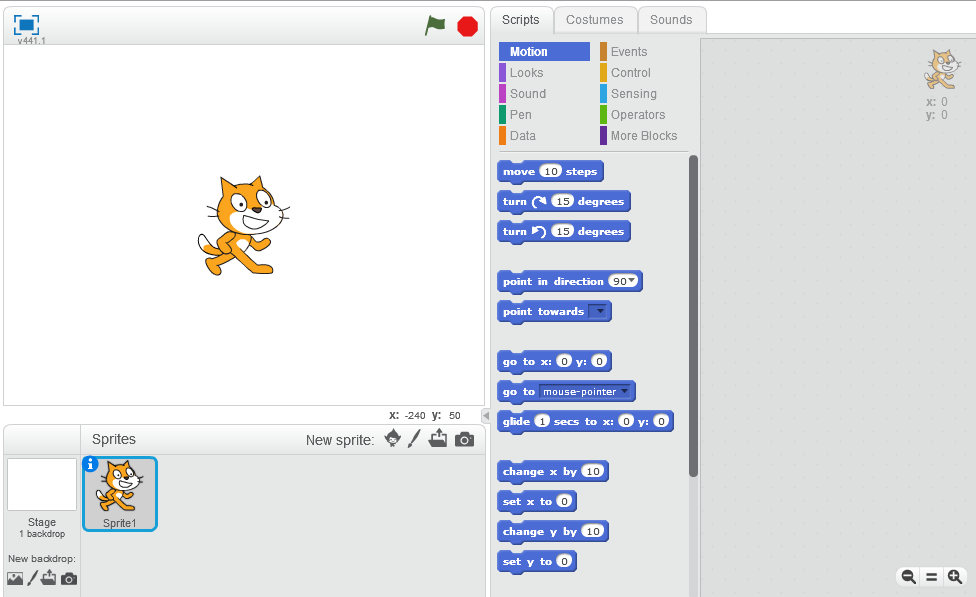 v441.1
Scripts
Costumes
Sounds
Motion
Events
Looks
Control
Sound
Sensing
Pen
Operators
Data
More Blocks
x: 0
y: 0
move 10 steps
turn 15 degrees
turn 15 degrees
point in direction 90
point towards
go to x: 0 y: 0
go to mouse-pointer
glide 1 secs to x: 0 y: 0
change x by 10
set x to 0
change y by 10
set y to 0
x: -240 y: 50
Sprites
New sprite:
Stage
1 backdrop
New backdrop:
Sprite1